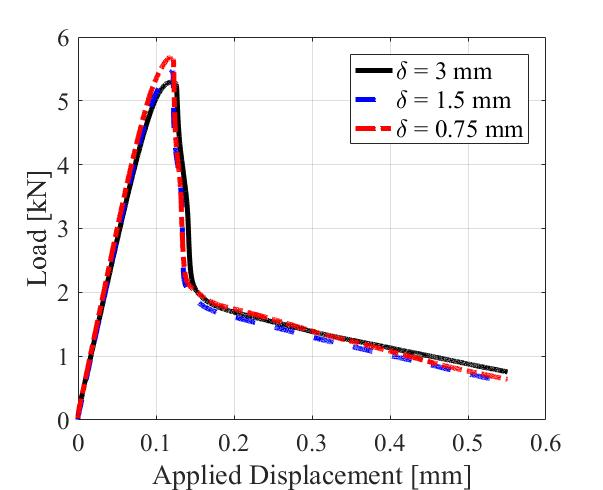 6
5
4
3
2
1
0
Load [kN]
δ = 3 mm
δ = 1.5 mm
δ = 0.75 mm
0 0.1 0.2 0.3 0.4 0.5 0.6
Applied Displacement [mm]